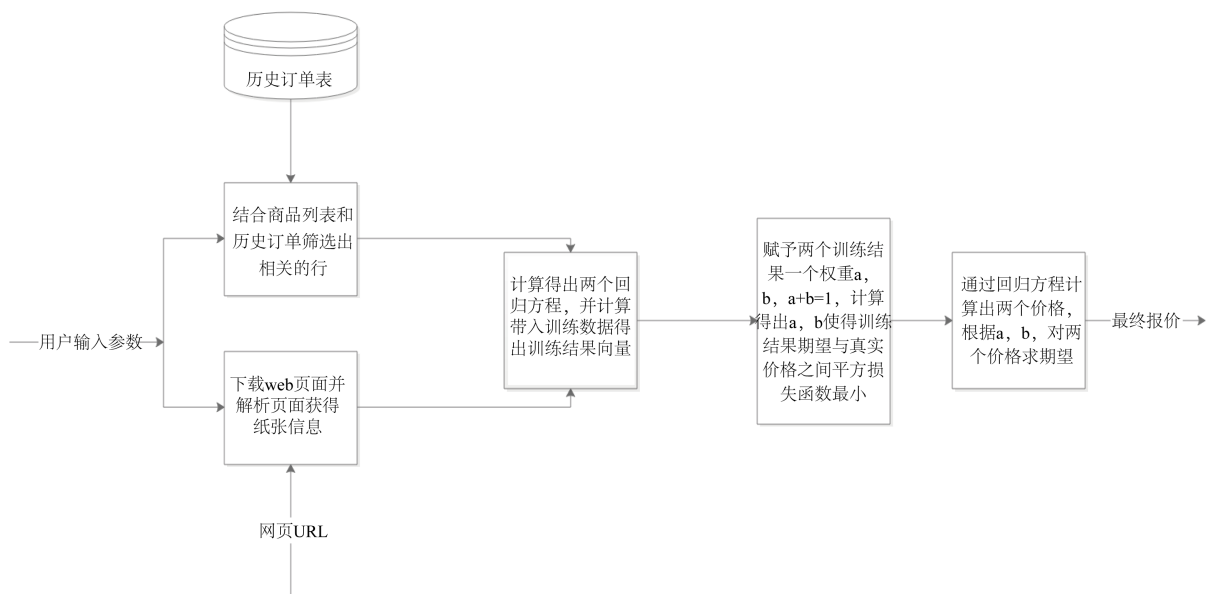 历史订单表
结合商品列表和
历史订单筛选出
相关的行
用户输入参数
下载web页面并
解析页面获得
纸张信息
网页URL
计算得出两个回
归方程，并计算
带入训练数据得
出训练结果向量
赋予两个训练结
果一个权重a，
b，a+b=1，计算
得出a，b使得训练
结果期望与真实
价格之间平方损
失函数最小
通过回归方程计
算出两个价格，
根据a，b，对两
个价格求期望
最终报价